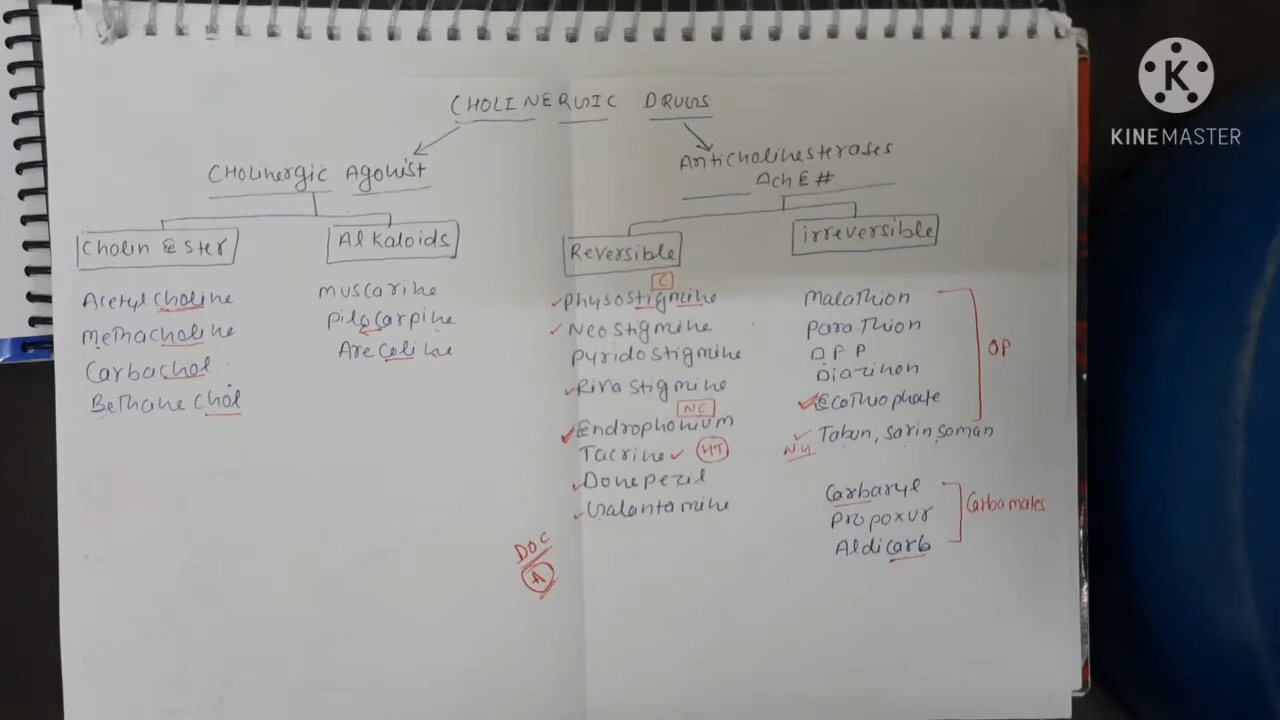 CHOLINERGIC DRUGS
CHOlinergic Agonist
Anticholinesterases
AchE #
Cholin Ester
Alkaloids
Reversible
irreversible
Acetyl choline
Methacholine
Carbachol
Bethane chol
muscarine
pilocarpine
Arecoline
C
physostigmine
Neostigmine
pyridostigmine
Rivastigmine
NC
Endrophonium
Tacrine
HT
Donepezil
Galantamine
DOC
A
malathion
parathion
DFP
Diazinon
Ecothiophate
Tabun, Sarin, Soman
OP
Carbaryl
propoxur
Aldicarb
Carbamates
K
KINEMASTER